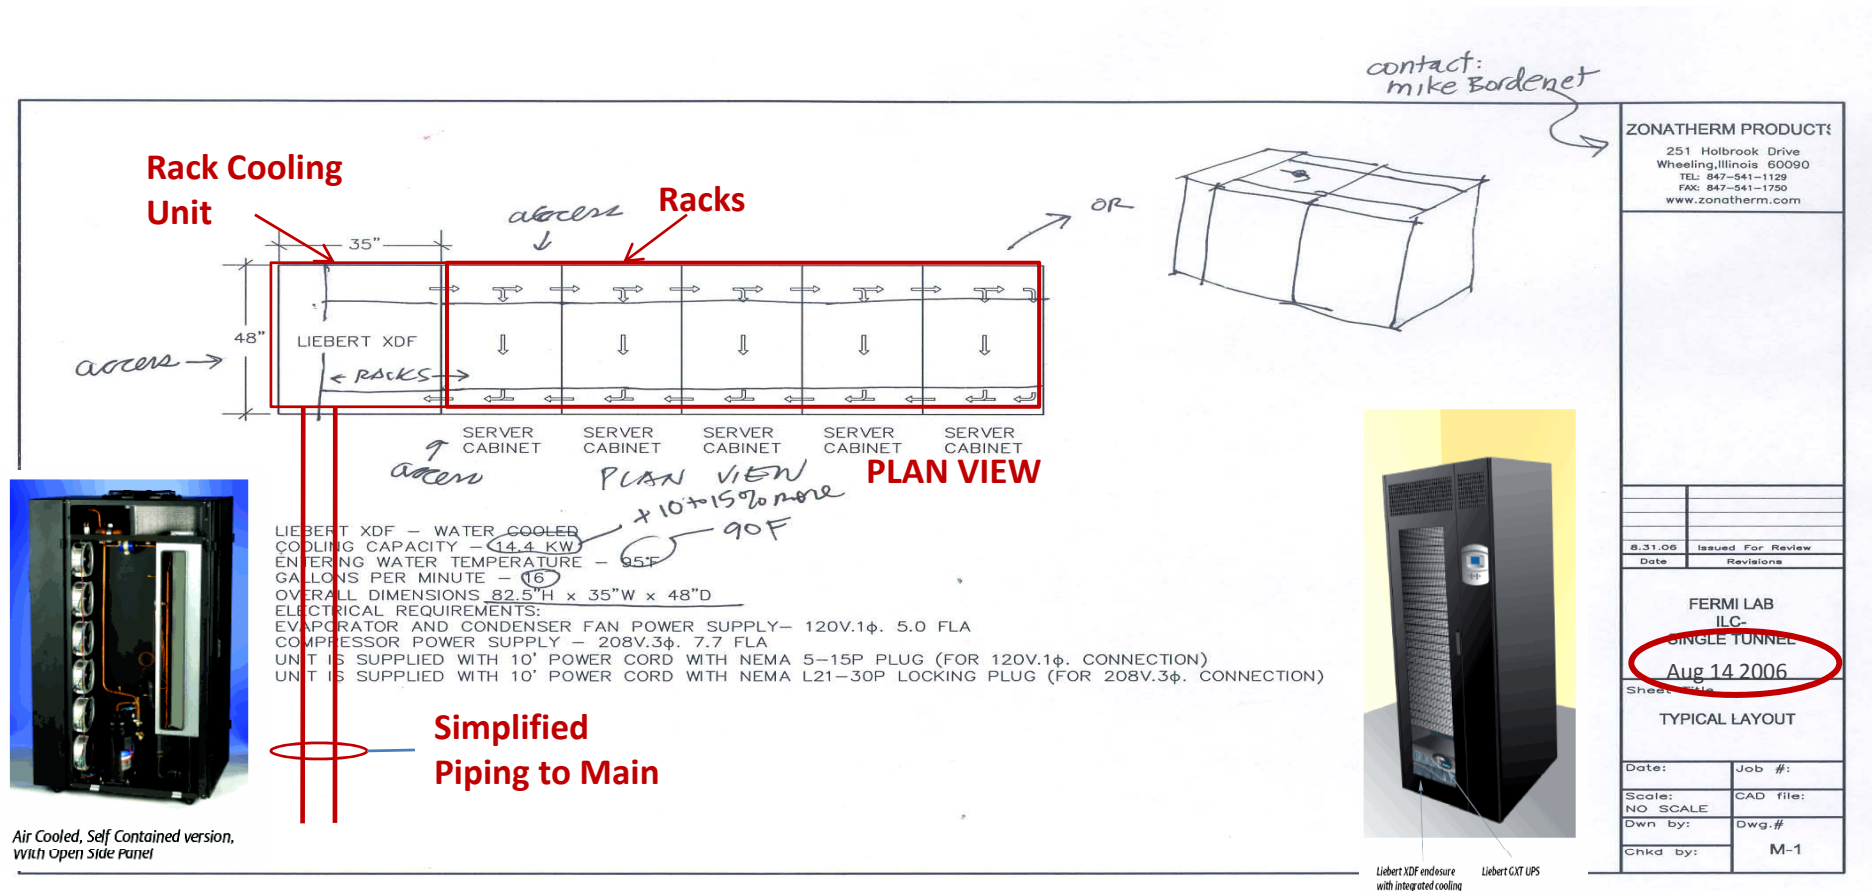 contact:
mike Bordenet
ZONATHERM PRODUCTS
251 Holbrook Drive
Wheeling,Illinois 60090
TEL: 847-541-1129
FAX: 847-541-1750
www.zonatherm.com
Rack Cooling
Unit
access
Racks
OR
35"
48"
LIEBERT XDF
access
← RACKS →
SERVER CABINET
SERVER CABINET
SERVER CABINET
SERVER CABINET
SERVER CABINET
access
PLAN VIEW
PLAN VIEW
+ 10 to 15% more
90F
LIEBERT XDF – WATER COOLED
COOLING CAPACITY – 14.4 KW
ENTERING WATER TEMPERATURE – 95°F
GALLONS PER MINUTE – 16
OVERALL DIMENSIONS 82.5"H x 35"W x 48"D
ELECTRICAL REQUIREMENTS:
EVAPORATOR AND CONDENSER FAN POWER SUPPLY– 120V.1ϕ. 5.0 FLA
COMPRESSOR POWER SUPPLY – 208V.3ϕ. 7.7 FLA
UNIT IS SUPPLIED WITH 10' POWER CORD WITH NEMA 5–15P PLUG (FOR 120V.1ϕ. CONNECTION)
UNIT IS SUPPLIED WITH 10' POWER CORD WITH NEMA L21–30P LOCKING PLUG (FOR 208V.3ϕ. CONNECTION)
Simplified
Piping to Main
Air Cooled, Self Contained version,
With Open Side Panel
Liebert XDF enclosure
with integrated cooling
Liebert GXT UPS
8.31.06 Issued For Review
Date Revisions
FERMI LAB
ILC-
SINGLE TUNNEL
Aug 14 2006
Sheet Title
TYPICAL LAYOUT
Date:
Job #:
Scale:
NO SCALE
CAD file:
Dwn by:
Dwg.#
M-1
Chkd by: